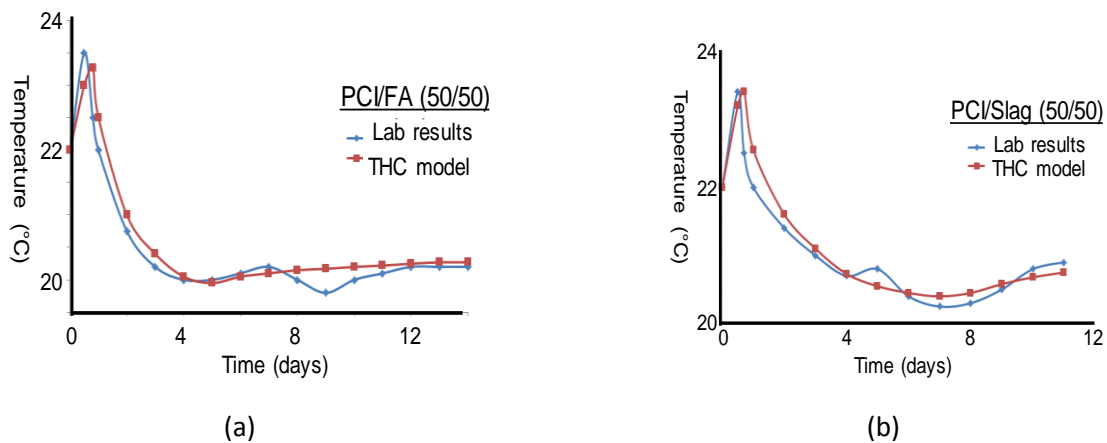 24
22
20
Temperature (°C)
PCI/FA (50/50)
Lab results
THC model
0
4
8
12
Time (days)
(a)
24
22
20
Temperature (°C)
PCI/Slag (50/50)
Lab results
THC model
0
4
8
12
Time (days)
(b)